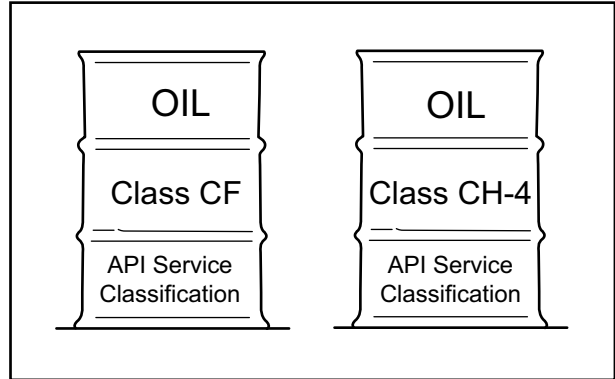 OIL
Class CF
API Service
Classification
OIL
Class CH-4
API Service
Classification